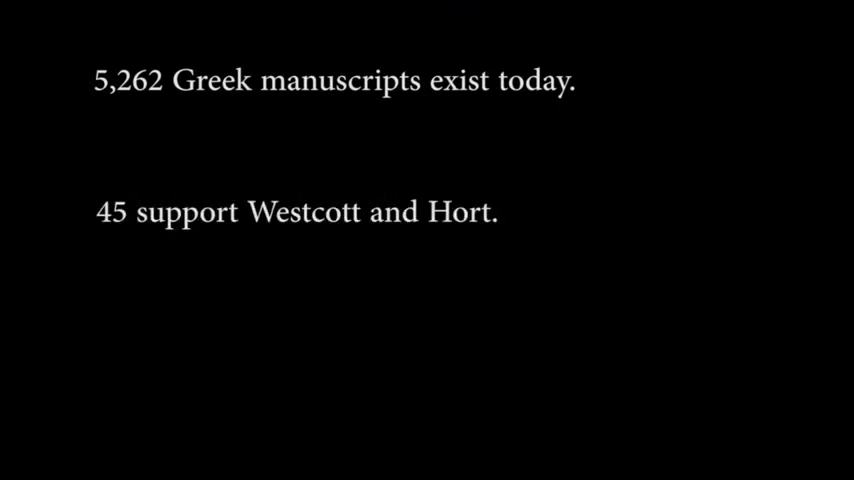 5,262 Greek manuscripts exist today.
45 support Westcott and Hort.